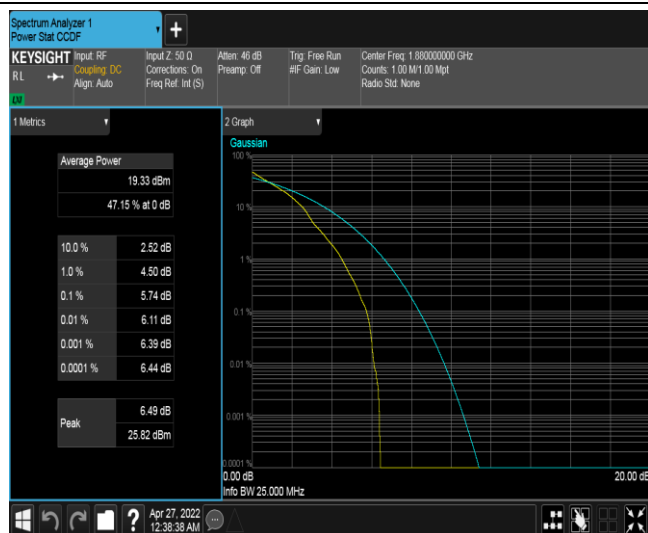 Spectrum Analyzer 1
Power Stat CCDF
+
KEYSIGHT Input: RF Input Z: 50 Ω Atten: 46 dB Trig: Free Run Center Freq: 1.880000000 GHz
RL Coupling: DC Corrections: On Preamp: Off #IF Gain: Low Counts: 1.00 M/1.00 Mpt
Align: Auto Freq Ref: Int (S) Radio Std: None
LXI
1 Metrics 2 Graph
Gaussian
Average Power
19.33 dBm
47.15 % at 0 dB
10.0 % 2.52 dB
1.0 % 4.50 dB
0.1 % 5.74 dB
0.01 % 6.11 dB
0.001 % 6.39 dB
0.0001 % 6.44 dB
Peak 6.49 dB
25.82 dBm
100 %
10 %
1 %
0.1 %
0.01 %
0.001 %
0.0001 %
0.00 dB 20.00 dB
Info BW 25.000 MHz
? Apr 27, 2022
12:38:38 AM